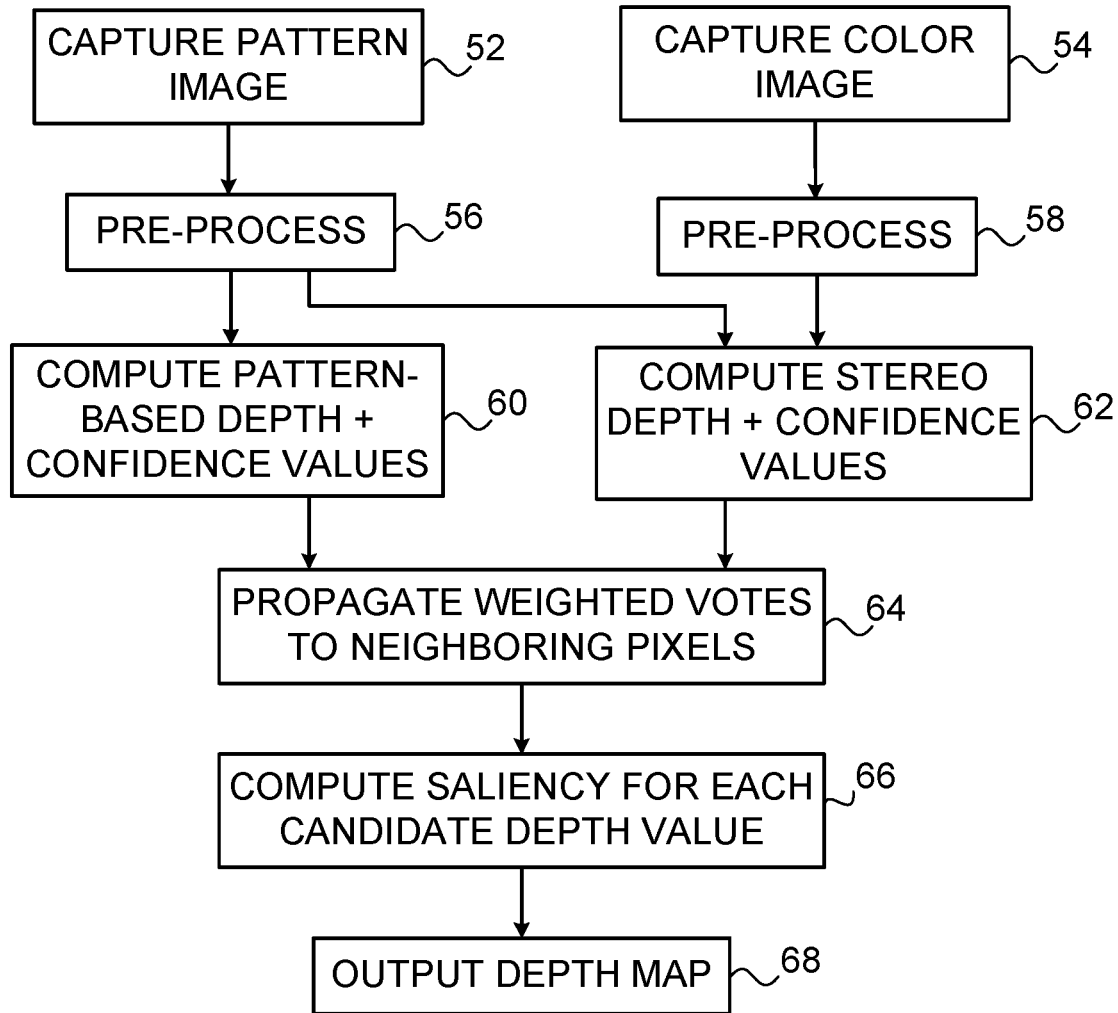 CAPTURE PATTERN
IMAGE
52
CAPTURE COLOR
IMAGE
54
PRE-PROCESS
56
PRE-PROCESS
58
COMPUTE PATTERN-
BASED DEPTH +
CONFIDENCE VALUES
60
COMPUTE STEREO
DEPTH + CONFIDENCE
VALUES
62
PROPAGATE WEIGHTED VOTES
TO NEIGHBORING PIXELS
64
COMPUTE SALIENCY FOR EACH
CANDIDATE DEPTH VALUE
66
OUTPUT DEPTH MAP
68